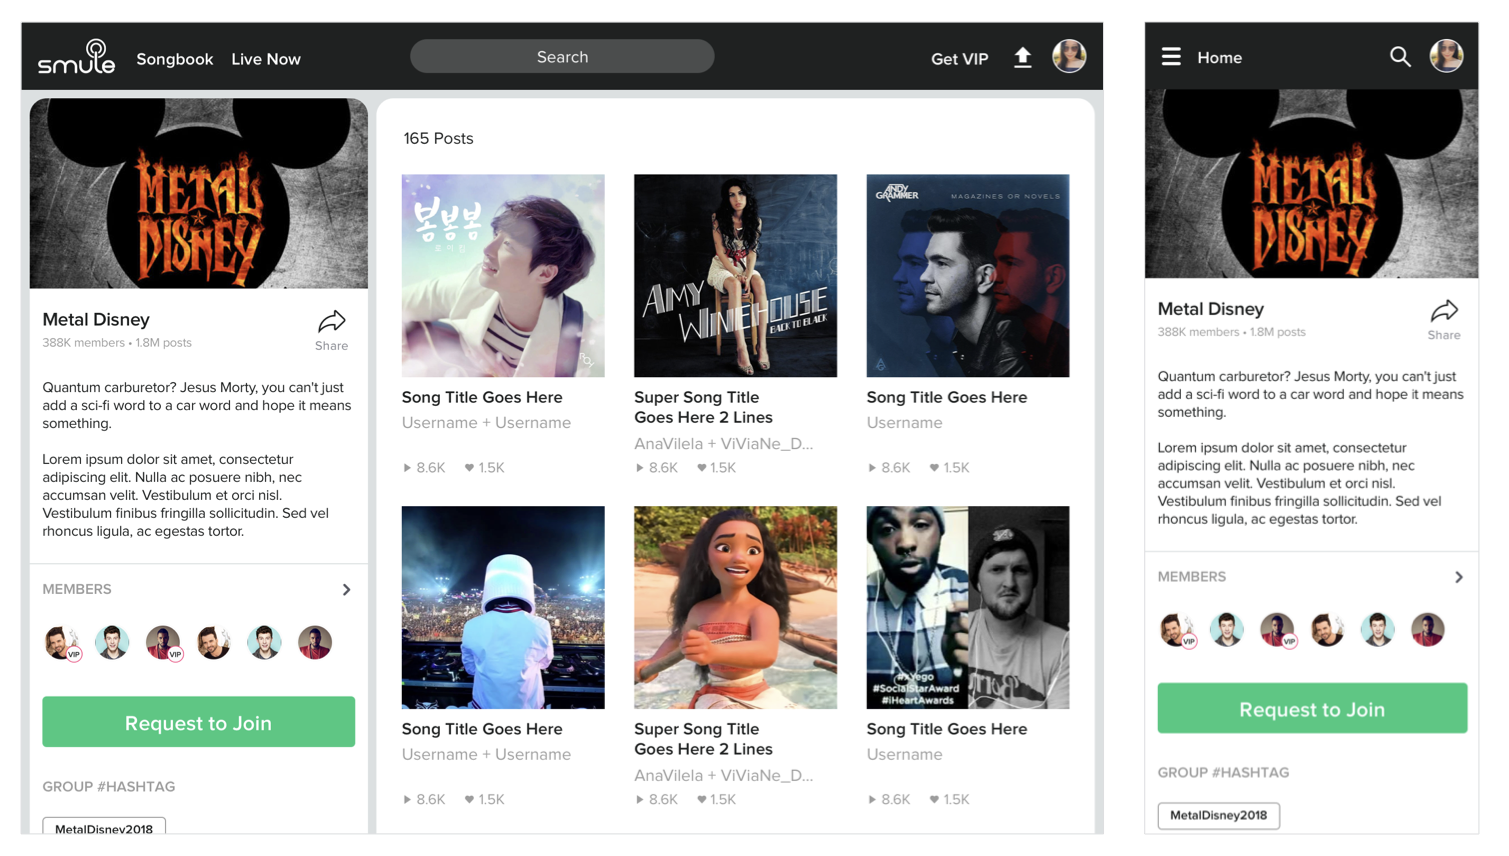 smule
Songbook
Live Now
Search
Get VIP
METAL
DISNEY
Metal Disney
388K members • 1.8M posts
Share
Quantum carburetor? Jesus Morty, you can't just
add a sci-fi word to a car word and hope it means
something.
Lorem ipsum dolor sit amet, consectetur
adipiscing elit. Nulla ac posuere nibh, nec
accumsan velit. Vestibulum et orci nisl.
Vestibulum finibus fringilla sollicitudin. Sed vel
rhoncus ligula, ac egestas tortor.
MEMBERS
VIP
VIP
Request to Join
GROUP #HASHTAG
MetalDisney2018
165 Posts
봄봄봄
로이킴
ROY
Song Title Goes Here
Username + Username
8.6K
1.5K
AMY
WINEHOUSE
BACK TO BLACK
Super Song Title
Goes Here 2 Lines
AnaVilela + ViViaNe_D...
8.6K
1.5K
ANDY
GRAMMER
MAGAZINES OR NOVELS
Song Title Goes Here
Username
8.6K
1.5K
Song Title Goes Here
Username + Username
8.6K
1.5K
Super Song Title
Goes Here 2 Lines
AnaVilela + ViViaNe_D...
8.6K
1.5K
#xYego
#SocialStarAward
#iHeartAwards
Song Title Goes Here
Username
8.6K
1.5K
Home
METAL
DISNEY
Metal Disney
388K members • 1.8M posts
Share
Quantum carburetor? Jesus Morty, you can't just
add a sci-fi word to a car word and hope it means
something.
Lorem ipsum dolor sit amet, consectetur
adipiscing elit. Nulla ac posuere nibh, nec
accumsan velit. Vestibulum et orci nisl.
Vestibulum finibus fringilla sollicitudin. Sed vel
rhoncus ligula, ac egestas tortor.
MEMBERS
VIP
VIP
Request to Join
GROUP #HASHTAG
MetalDisney2018